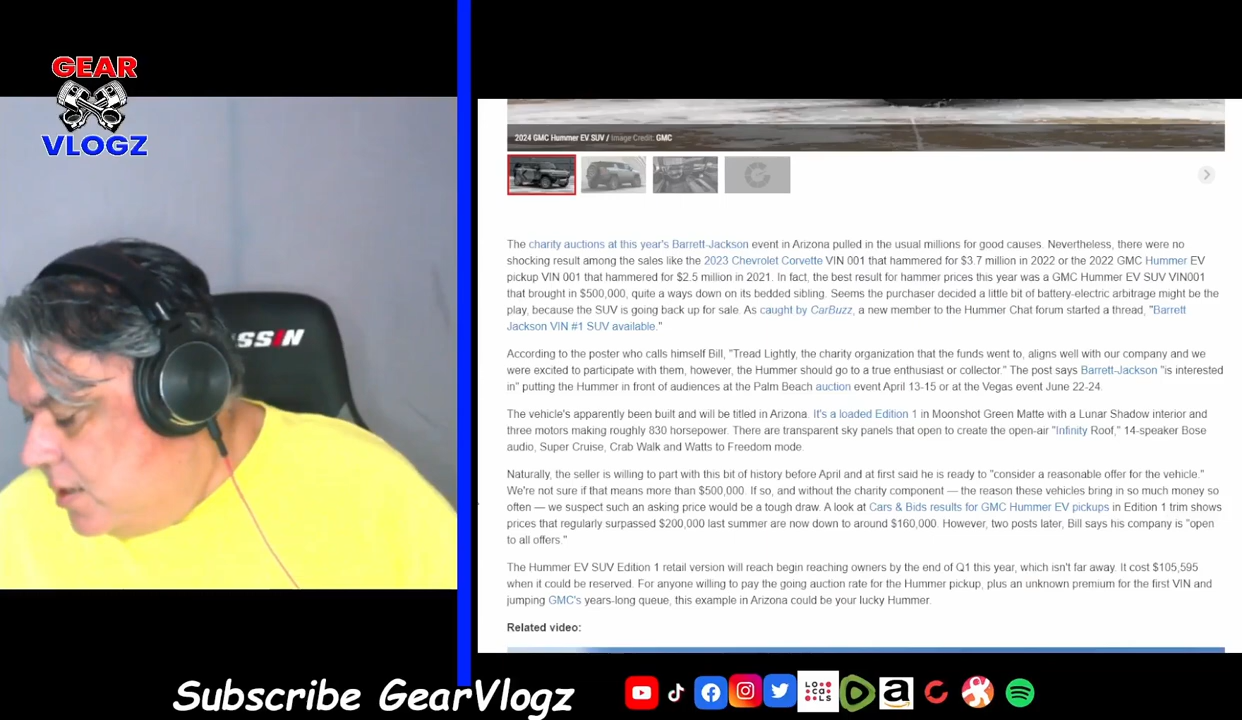 GEAR
VLOGZ
SSIN
2024 GMC Hummer EV SUV / Image Credit: GMC
The charity auctions at this year's Barrett-Jackson event in Arizona pulled in the usual millions for good causes. Nevertheless, there were no
shocking result among the sales like the 2023 Chevrolet Corvette VIN 001 that hammered for $3.7 million in 2022 or the 2022 GMC Hummer EV
pickup VIN 001 that hammered for $2.5 million in 2021. In fact, the best result for hammer prices this year was a GMC Hummer EV SUV VIN001
that brought in $500,000, quite a ways down on its bedded sibling. Seems the purchaser decided a little bit of battery-electric arbitrage might be the
play, because the SUV is going back up for sale. As caught by CarBuzz, a new member to the Hummer Chat forum started a thread, "Barrett
Jackson VIN #1 SUV available."
According to the poster who calls himself Bill, "Tread Lightly, the charity organization that the funds went to, aligns well with our company and we
were excited to participate with them, however, the Hummer should go to a true enthusiast or collector." The post says Barrett-Jackson "is interested
in" putting the Hummer in front of audiences at the Palm Beach auction event April 13-15 or at the Vegas event June 22-24.
The vehicle's apparently been built and will be titled in Arizona. It's a loaded Edition 1 in Moonshot Green Matte with a Lunar Shadow interior and
three motors making roughly 830 horsepower. There are transparent sky panels that open to create the open-air "Infinity Roof," 14-speaker Bose
audio, Super Cruise, Crab Walk and Watts to Freedom mode.
Naturally, the seller is willing to part with this bit of history before April and at first said he is ready to "consider a reasonable offer for the vehicle."
We're not sure if that means more than $500,000. If so, and without the charity component — the reason these vehicles bring in so much money so
often — we suspect such an asking price would be a tough draw. A look at Cars & Bids results for GMC Hummer EV pickups in Edition 1 trim shows
prices that regularly surpassed $200,000 last summer are now down to around $160,000. However, two posts later, Bill says his company is "open
to all offers."
The Hummer EV SUV Edition 1 retail version will reach begin reaching owners by the end of Q1 this year, which isn't far away. It cost $105,595
when it could be reserved. For anyone willing to pay the going auction rate for the Hummer pickup, plus an unknown premium for the first VIN and
jumping GMC's years-long queue, this example in Arizona could be your lucky Hummer.
Related video:
Subscribe GearVlogz
LO
CA
LS
a